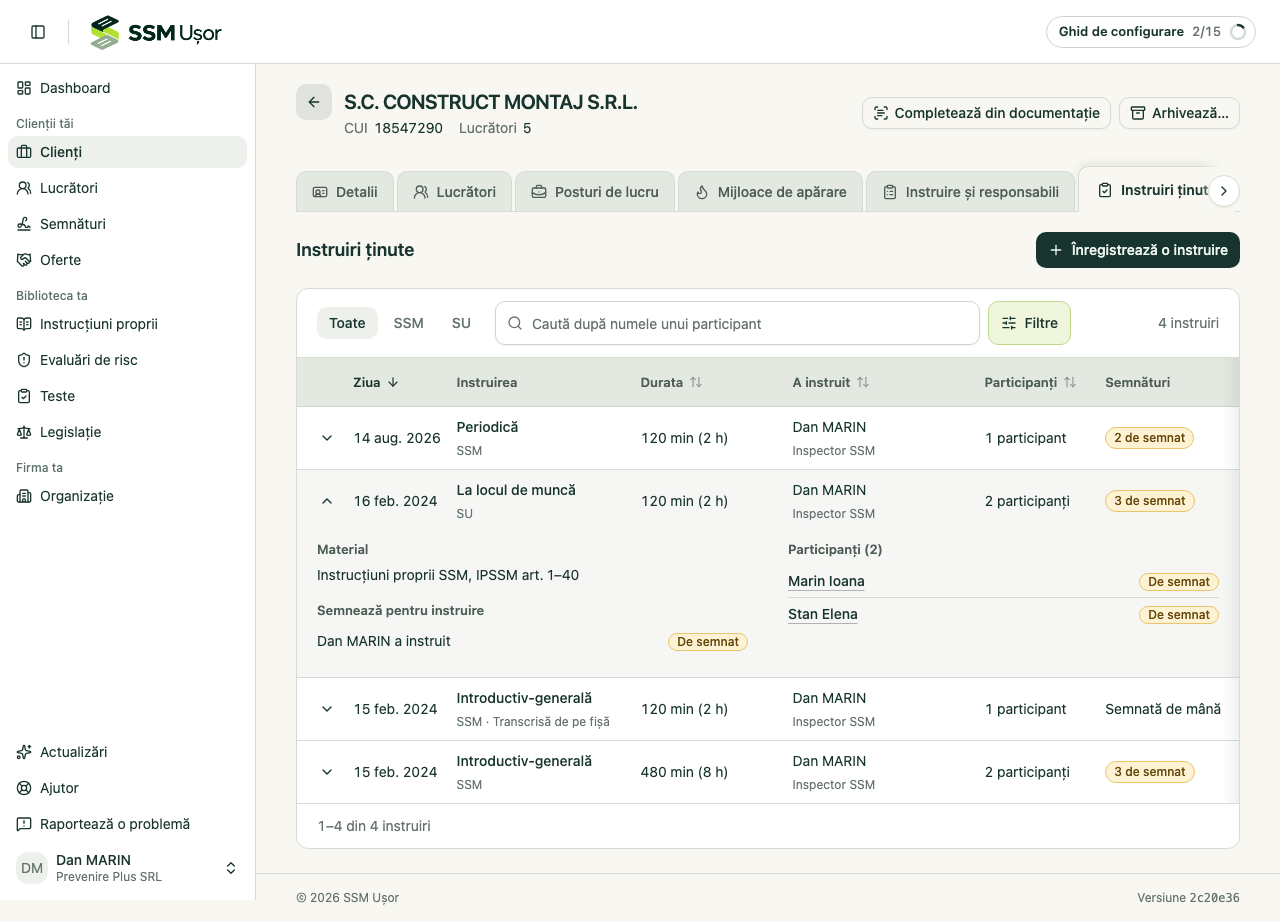 SSM Ușor
Ghid de configurare 2/15
Dashboard
Clienții tăi
Clienți
Lucrători
Semnături
Oferte
Biblioteca ta
Instrucțiuni proprii
Evaluări de risc
Teste
Legislație
Firma ta
Organizație
Actualizări
Ajutor
Raportează o problemă
DM
Dan MARIN
Prevenire Plus SRL
S.C. CONSTRUCT MONTAJ S.R.L.
CUI 18547290 Lucrători 5
Completează din documentație
Arhivează...
Detalii
Lucrători
Posturi de lucru
Mijloace de apărare
Instruire și responsabili
Instruiri ținut
Instruiri ținute
Înregistrează o instruire
Toate SSM SU
Caută după numele unui participant
Filtre
4 instruiri
Ziua Instruirea Durata A instruit Participanți Semnături
14 aug. 2026 Periodică 120 min (2 h) Dan MARIN 1 participant 2 de semnat
SSM Inspector SSM
16 feb. 2024 La locul de muncă 120 min (2 h) Dan MARIN 2 participanți 3 de semnat
SU Inspector SSM
Material
Instrucțiuni proprii SSM, IPSSM art. 1–40
Semnează pentru instruire
Dan MARIN a instruit De semnat
Participanți (2)
Marin Ioana De semnat
Stan Elena De semnat
15 feb. 2024 Introductiv-generală 120 min (2 h) Dan MARIN 1 participant Semnată de mână
SSM · Transcrisă de pe fișă Inspector SSM
15 feb. 2024 Introductiv-generală 480 min (8 h) Dan MARIN 2 participanți 3 de semnat
SSM Inspector SSM
1–4 din 4 instruiri
© 2026 SSM Ușor
Versiune 2c20e36